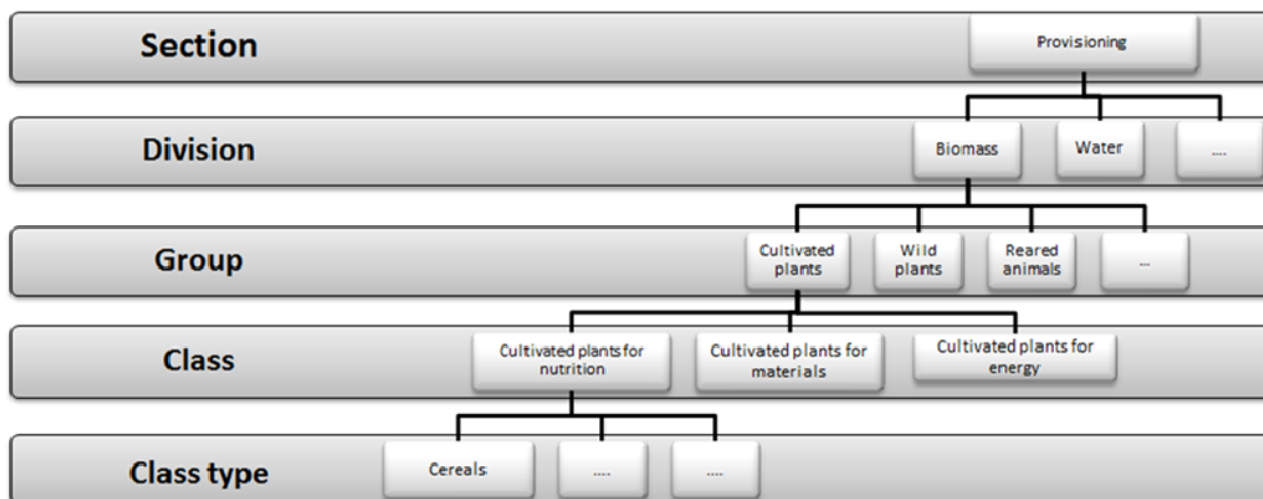 Section
Provisioning
Division
Biomass
Water
....
Group
Cultivated
plants
Wild
plants
Reared
animals
...
Class
Cultivated plants for
nutrition
Cultivated plants for
materials
Cultivated plants for
energy
Class type
Cereals
....
....